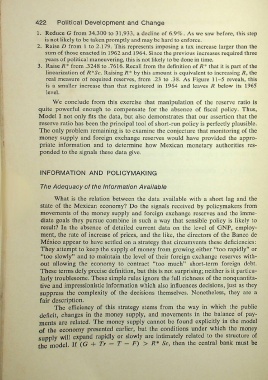 422 Political Development and Change
1. Reduce G from 34,300 to 31,933, a decline of 6.9%. As we saw before, this step
is not likely to be taken promptly and may be hard to enforce.
2. Raise D from 1 to 2.179. This represents imposing a tax increase larger than the
sum of those enacted in 1962 and 1964. Since the previous increases required three
years of political maneuvering, this is not likely to be done in time.
3. Raise R* from .5248 to .7616. Recall from the definition of R* that it is part of the
linearization of R*Xr. Raising R* by this amount is equivalent to increasing R, the
real measure of required reserves, from .25 to .38. As Figure 11-5 reveals, this
is a smaller increase than that registered in 1964 and leaves R below its 1965
level.
We conclude from this exercise that manipulation of the reserve ratio is
quite powerful enough to compensate for the absence of fiscal policy. Thus,
Model I not only fits the data, but also demonstrates that our assertion that the
reserve ratio has been the principal tool of short-run policy is perfectly plausible.
The only problem remaining is to examine the conjecture that monitoring of the
money supply and foreign exchange reserves would have provided the appro-
priate information and to determine how Mexican monetary authorities res-
ponded to the signals these data give.
INFORMATION AND POLICYMAKING
The Adequacy of the Information Available
What is the relation between the data available with a short lag and the
state of the Mexican economy? Do the signals received by policymakers from
movements of the money supply and foreign exchange reserves and the imme-
diate goals they pursue combine in such a way that sensible policy is likely to
result? In the absence of detailed current data on the level of GNP, employ-
ment, the rate of increase of prices, and the like, the directors of the Banco de
México appear to have settled on a strategy that circumvents these deficiencies:
They attempt to keep the supply of money from growing either "too rapidly" or
"too slowly" and to maintain the level of their foreign exchange reserves with-
out allowing the economy to contract "too much" short-term foreign debt.
These terms defy precise definition, but this is not surprising; neither is it particu-
larly troublesome. These simple rules ignore the full richness of the nonquantita-
tive and impressionistic information which also influences decisions, just as they
suppress the complexity of the decisions themselves. Nonetheless, they are a
fair description.
The efficiency of this strategy stems from the way in which the public
deficit, changes in the money supply, and movements in the balance of pay-
ments are related. The money supply cannot be found explicitly in the model
of the economy presented earlier, but the conditions under which the money
supply will expand rapidly or slowly are intimately related to the structure of
the model. If (G + Tr − T − F) > R* Xr, then the central bank must be